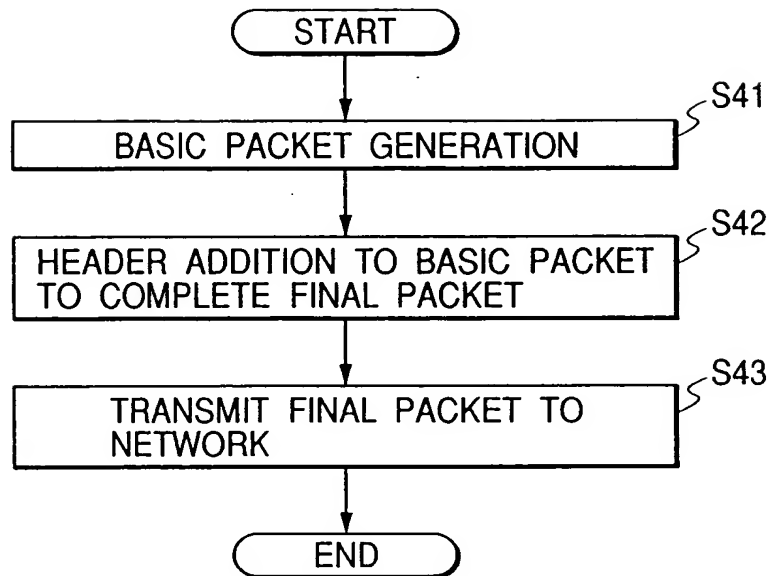 START
S41
BASIC PACKET GENERATION
S42
HEADER ADDITION TO BASIC PACKET
TO COMPLETE FINAL PACKET
S43
TRANSMIT FINAL PACKET TO
NETWORK
END